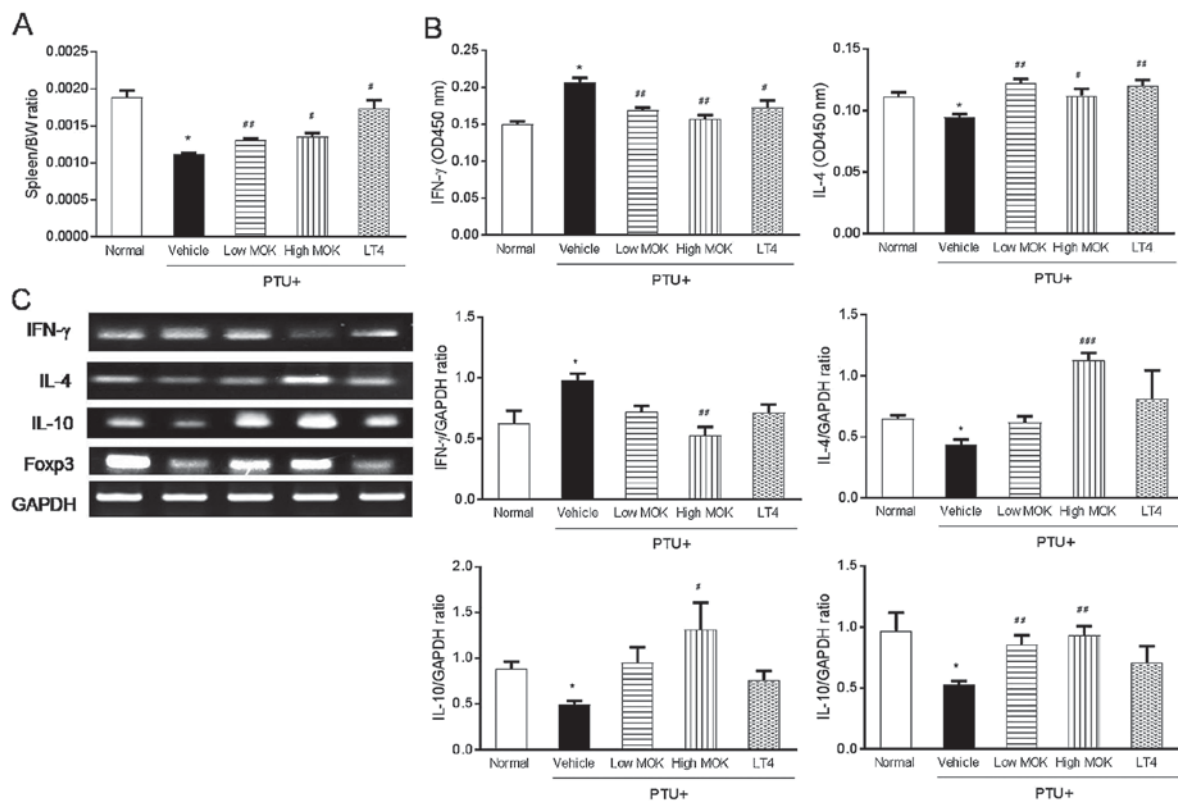 A
Spleen/BW ratio
0.0025
0.0020
0.0015
0.0010
0.0005
0.0000
*
##
#
#
Normal Vehicle Low MOK High MOK LT4
PTU+
B
IFN-γ (OD450 nm)
0.25
0.20
0.15
0.10
0.05
0.00
*
##
##
#
Normal Vehicle Low MOK High MOK LT4
PTU+
IL-4 (OD450 nm)
0.15
0.10
0.05
0.00
*
##
#
##
Normal Vehicle Low MOK High MOK LT4
PTU+
C
IFN-γ
IL-4
IL-10
Foxp3
GAPDH
IFN-γ/GAPDH ratio
1.5
1.0
0.5
0.0
*
##
Normal Vehicle Low MOK High MOK LT4
PTU+
IL-4/GAPDH ratio
1.5
1.0
0.5
0.0
*
###
Normal Vehicle Low MOK High MOK LT4
PTU+
IL-10/GAPDH ratio
2.0
1.5
1.0
0.5
0.0
*
#
Normal Vehicle Low MOK High MOK LT4
PTU+
IL-10/GAPDH ratio
1.5
1.0
0.5
0.0
*
##
##
Normal Vehicle Low MOK High MOK LT4
PTU+